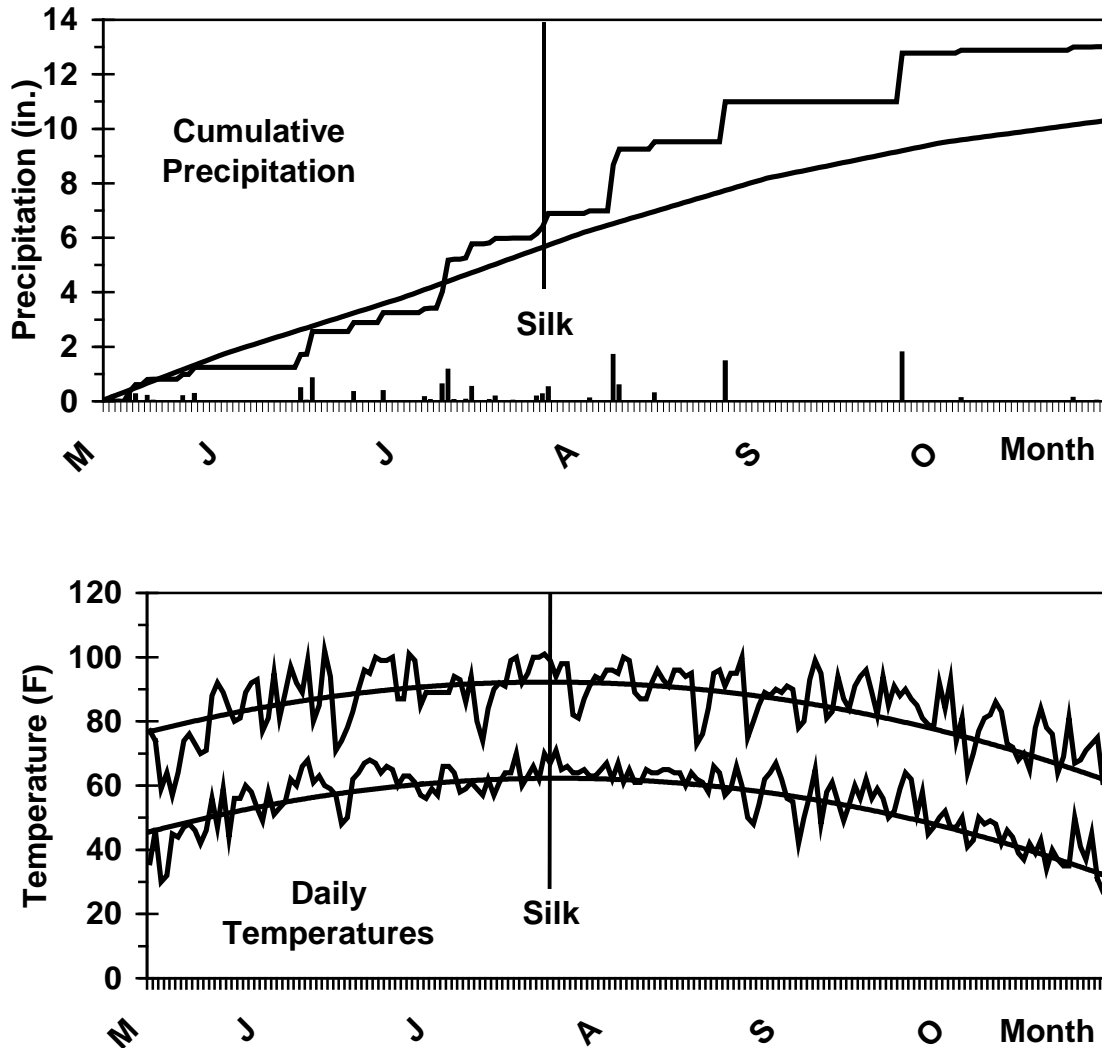 14
12
10
8
6
4
2
0
Precipitation (in.)
Cumulative
Precipitation
Silk
M J J A S O Month
120
100
80
60
40
20
0
Temperature (F)
Daily
Temperatures
Silk
M J J A S O Month